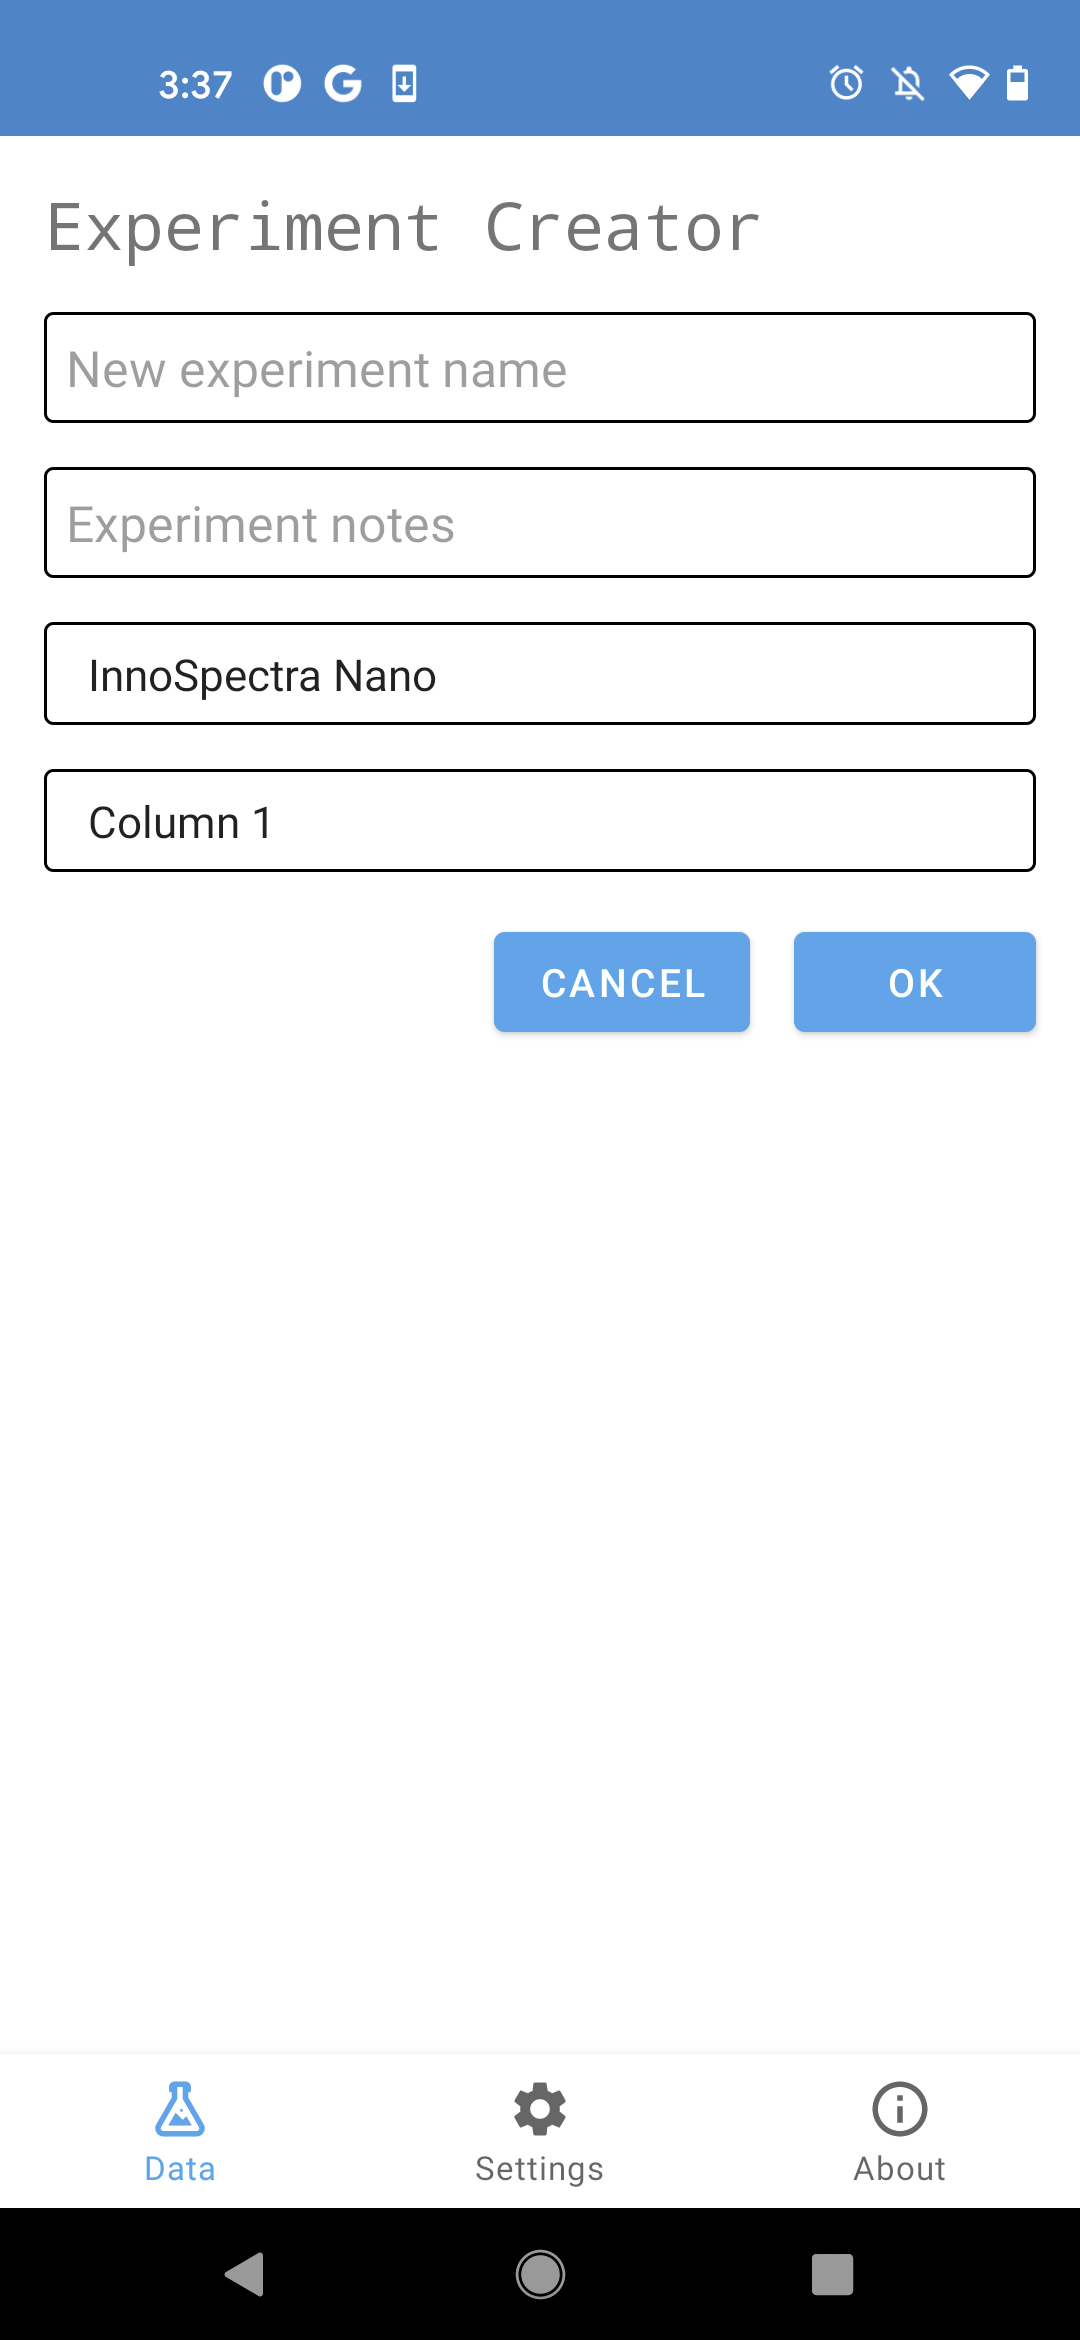 3:37
Experiment Creator
New experiment name
Experiment notes
InnoSpectra Nano
Column 1
CANCEL OK
Data Settings About